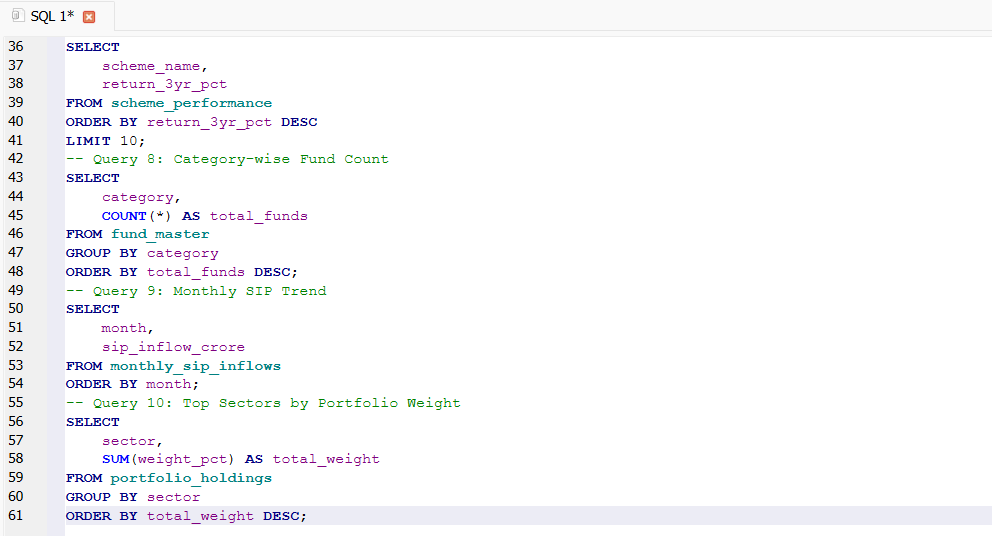 SQL 1*
36 SELECT
37     scheme_name,
38     return_3yr_pct
39 FROM scheme_performance
40 ORDER BY return_3yr_pct DESC
41 LIMIT 10;
42 -- Query 8: Category-wise Fund Count
43 SELECT
44     category,
45     COUNT(*) AS total_funds
46 FROM fund_master
47 GROUP BY category
48 ORDER BY total_funds DESC;
49 -- Query 9: Monthly SIP Trend
50 SELECT
51     month,
52     sip_inflow_crore
53 FROM monthly_sip_inflows
54 ORDER BY month;
55 -- Query 10: Top Sectors by Portfolio Weight
56 SELECT
57     sector,
58     SUM(weight_pct) AS total_weight
59 FROM portfolio_holdings
60 GROUP BY sector
61 ORDER BY total_weight DESC;